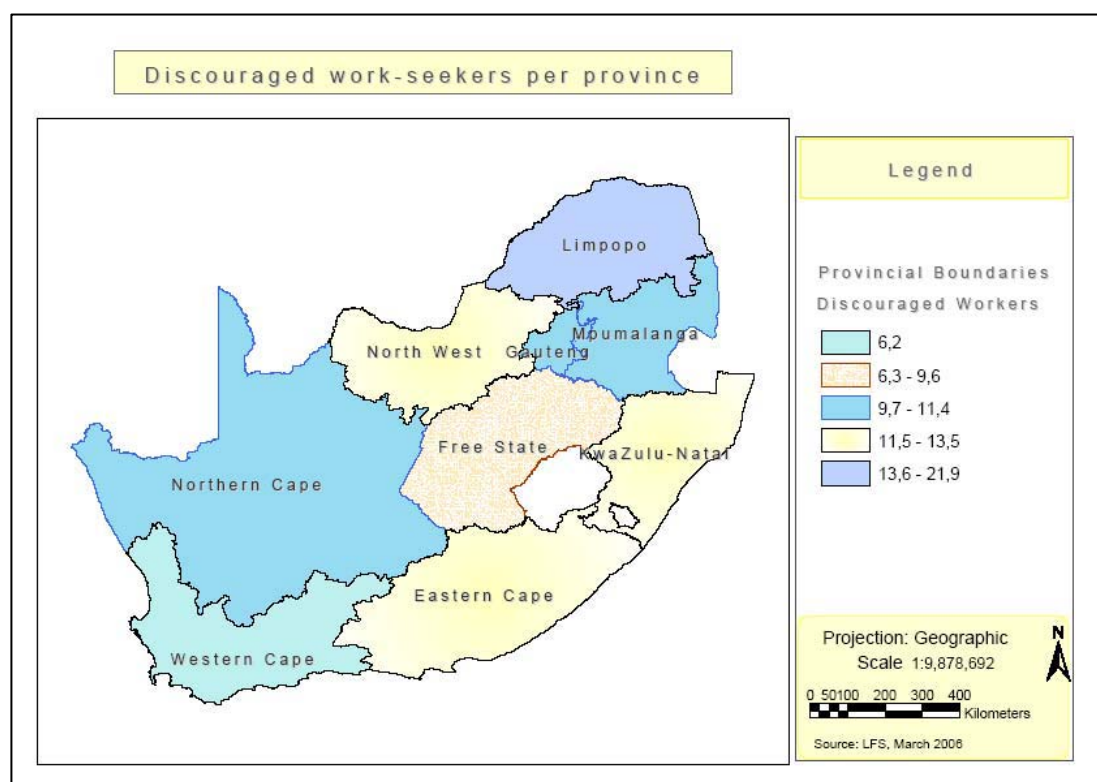 Discouraged work-seekers per province
Limpopo
Moumalanga
North West
Gauteng
Free State
KwaZulu-Natal
Northern Cape
Eastern Cape
Western Cape
Legend
Provincial Boundaries
Discouraged Workers
6,2
6,3 - 9,6
9,7 - 11,4
11,5 - 13,5
13,6 - 21,9
Projection: Geographic
Scale 1:9,878,692
N
0 50100 200 300 400
Kilometers
Source: LFS, March 2006